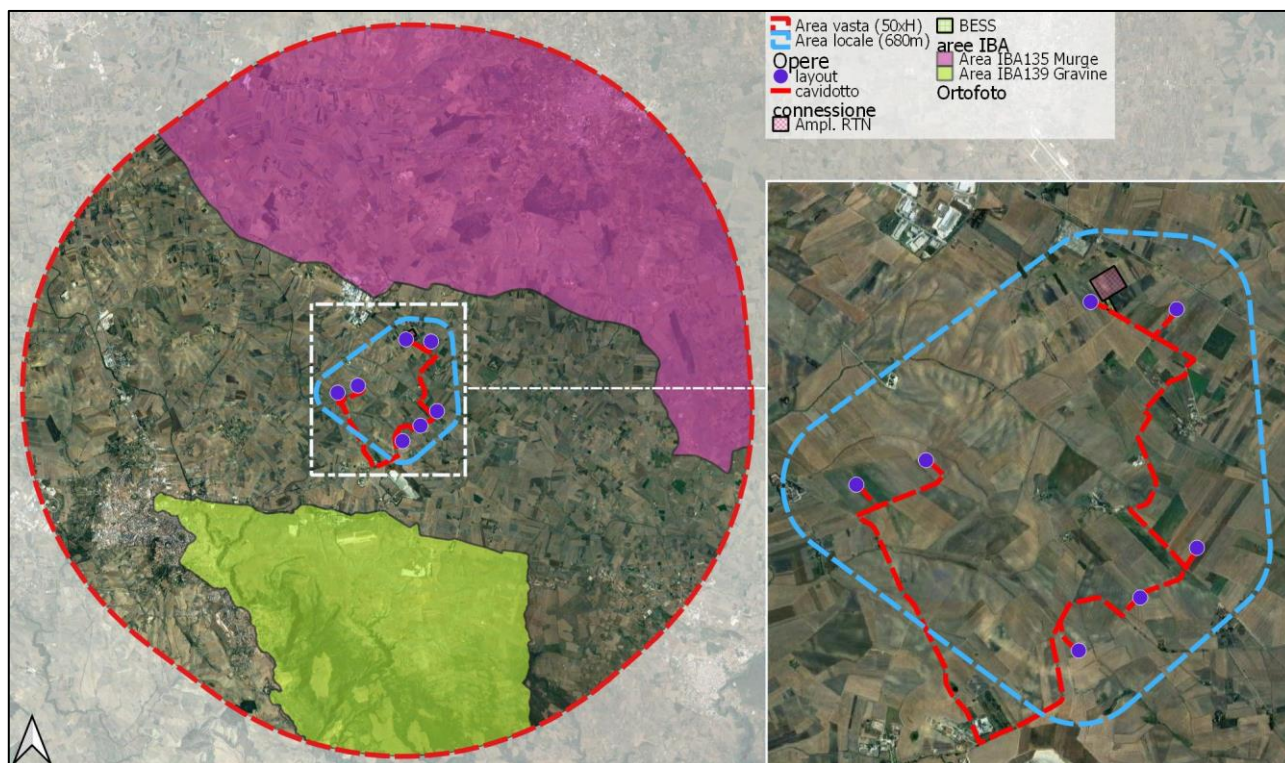 Area vasta (50xH)
Area locale (680m)
Opere
layout
cavidotto
connessione
Ampl. RTN
BESS
aree IBA
Area IBA135 Murge
Area IBA139 Gravine
Ortofoto